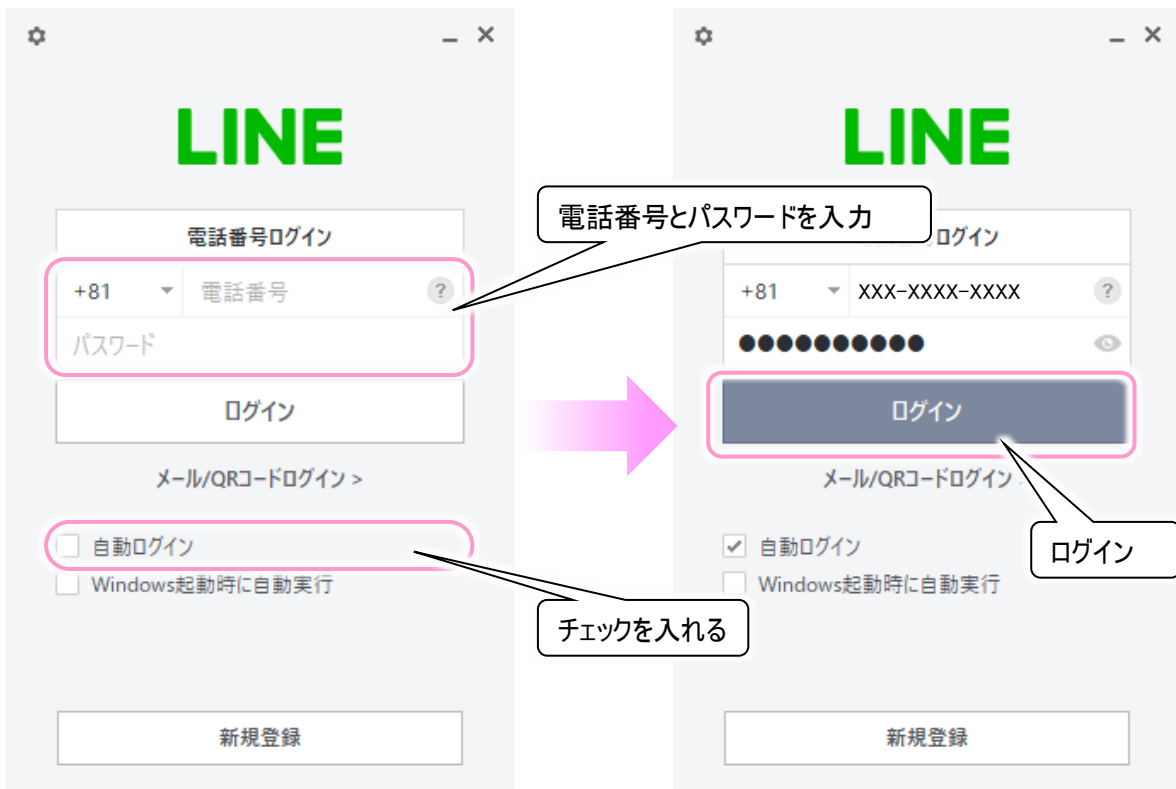 LINE
電話番号ログイン
+81 電話番号 ?
パスワード
ログイン
メール/QRコードログイン >
自動ログイン
Windows起動時に自動実行
新規登録
電話番号とパスワードを入力
チェックを入れる
LINE
ログイン
+81 XXX-XXXX-XXXX ?
●●●●●●●●●●
ログイン
メール/QRコードログイン
自動ログイン
Windows起動時に自動実行
新規登録
ログイン